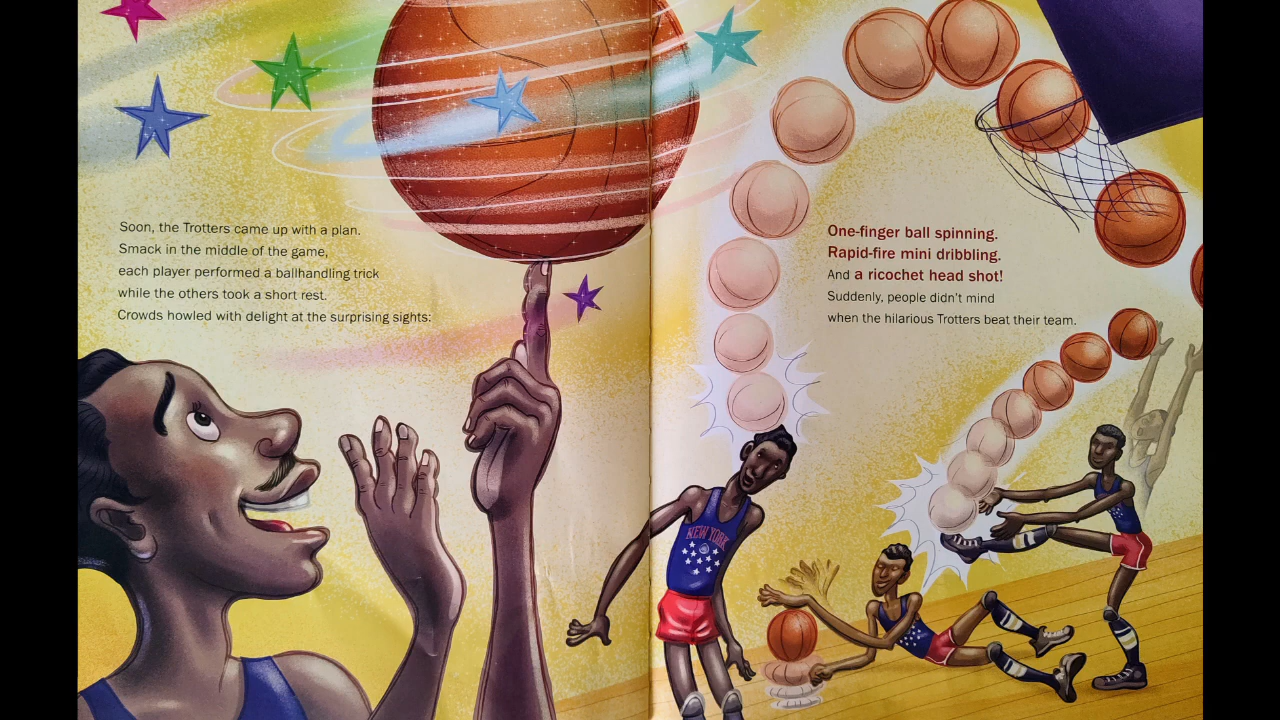 Soon, the Trotters came up with a plan.
Smack in the middle of the game,
each player performed a ballhandling trick
while the others took a short rest.
Crowds howled with delight at the surprising sights:
One-finger ball spinning.
Rapid-fire mini dribbling.
And a ricochet head shot!
Suddenly, people didn't mind
when the hilarious Trotters beat their team.
NEW YORK